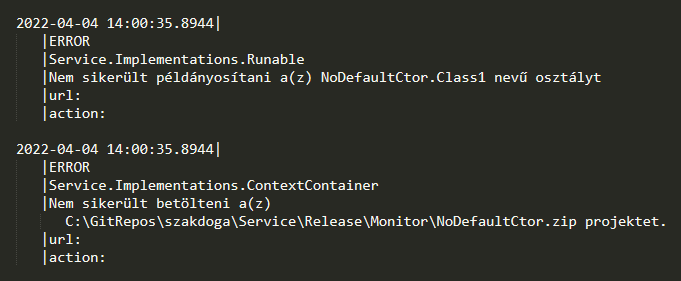 2022-04-04 14:00:35.8944|
|ERROR
|Service.Implementations.Runable
|Nem sikerült példányosítani a(z) NoDefaultCtor.Class1 nevű osztályt
|url:
|action:
2022-04-04 14:00:35.8944|
|ERROR
|Service.Implementations.ContextContainer
|Nem sikerült betölteni a(z)
C:\GitRepos\szakdoga\Service\Release\Monitor\NoDefaultCtor.zip projektet.
|url:
|action: